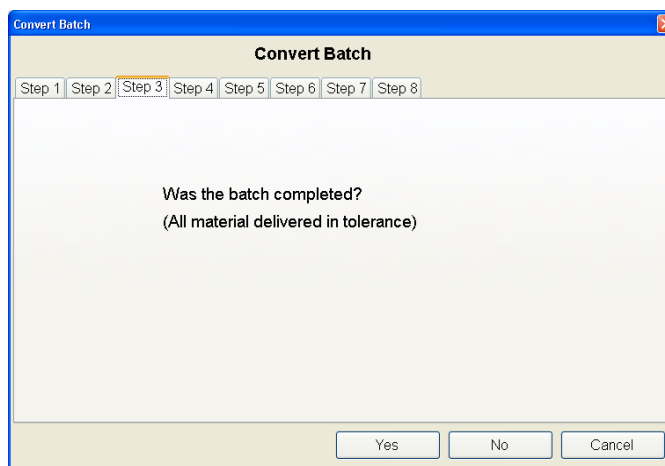 Convert Batch
Convert Batch
Step 1 Step 2 Step 3 Step 4 Step 5 Step 6 Step 7 Step 8
Was the batch completed?
(All material delivered in tolerance)
Yes No Cancel